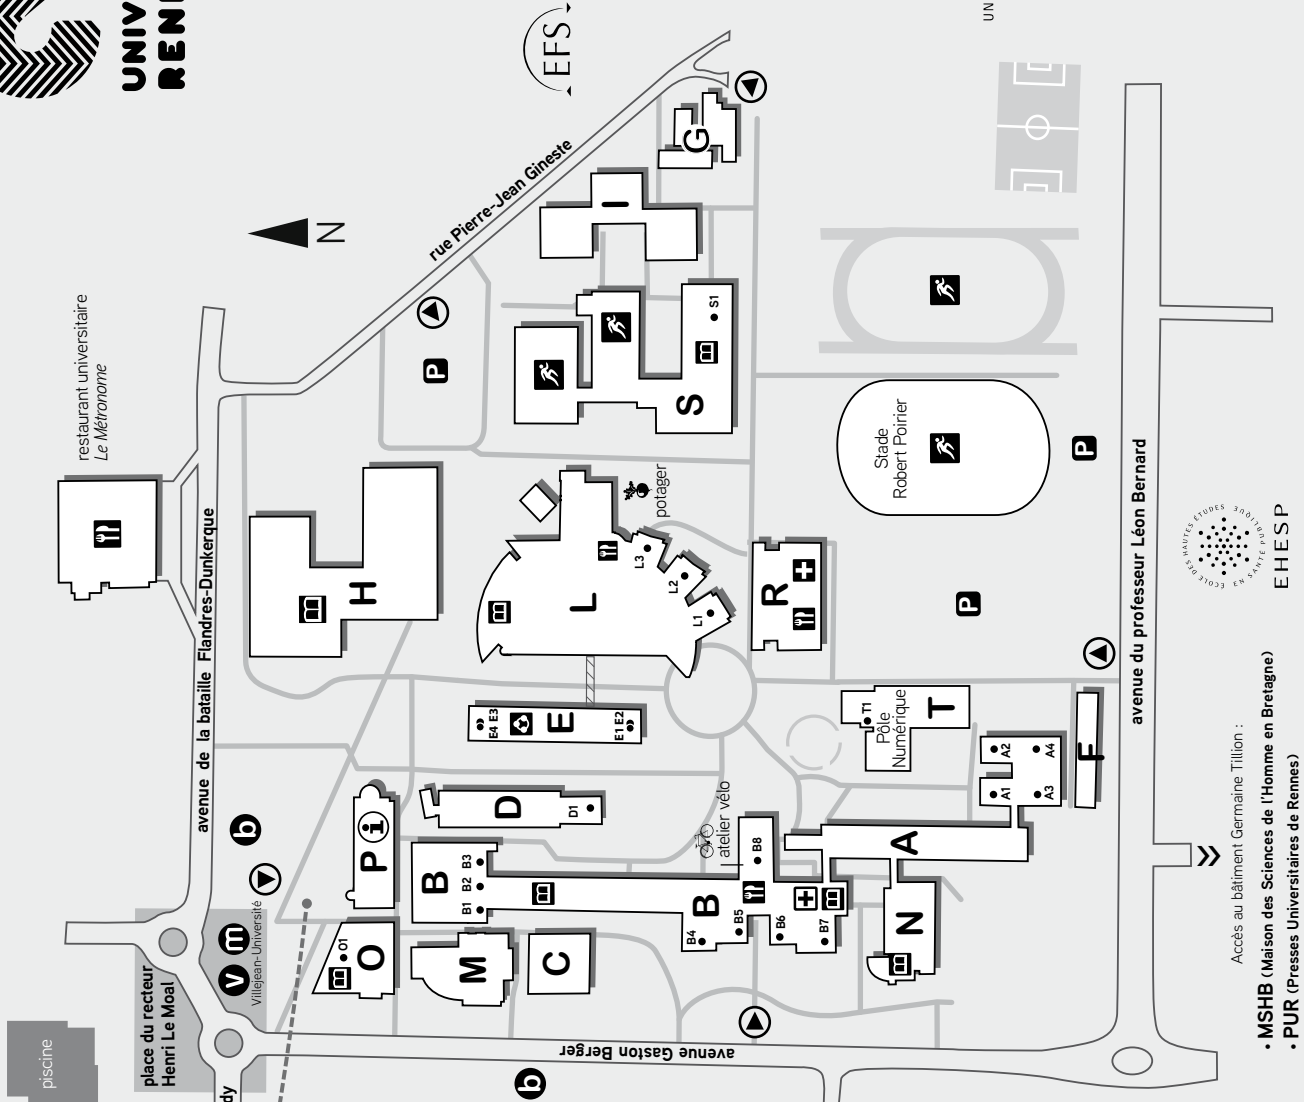 UNIV
REN
EFS
UN
rue Pierre-Jean Gineste
N
G
I
restaurant universitaire
Le Métronome
P
S1
S
avenue de la bataille Flandres-Dunkerque
H
L
L1
L2
L3
potager
Stade
Robert Poirier
P
avenue du professeur Léon Bernard
R
P
ÉCOLE DES HAUTES ÉTUDES EN SANTÉ PUBLIQUE
EHESP
E4 E3
E
E1 E2
T1
Pôle
Numérique
T
A1
A2
A3
A4
F
b
P
i
D
D1
atelier vélo
B
B1
B2
B3
B
B4
B5
B6
B7
B8
A
N
O1
O
M
C
v
m
Villejean-Université
place du recteur
Henri Le Moal
piscine
dy
b
avenue Gaston Berger
Accès au bâtiment Germaine Tillion :
• MSHB (Maison des Sciences de l'Homme en Bretagne)
• PUR (Presses Universitaires de Rennes)